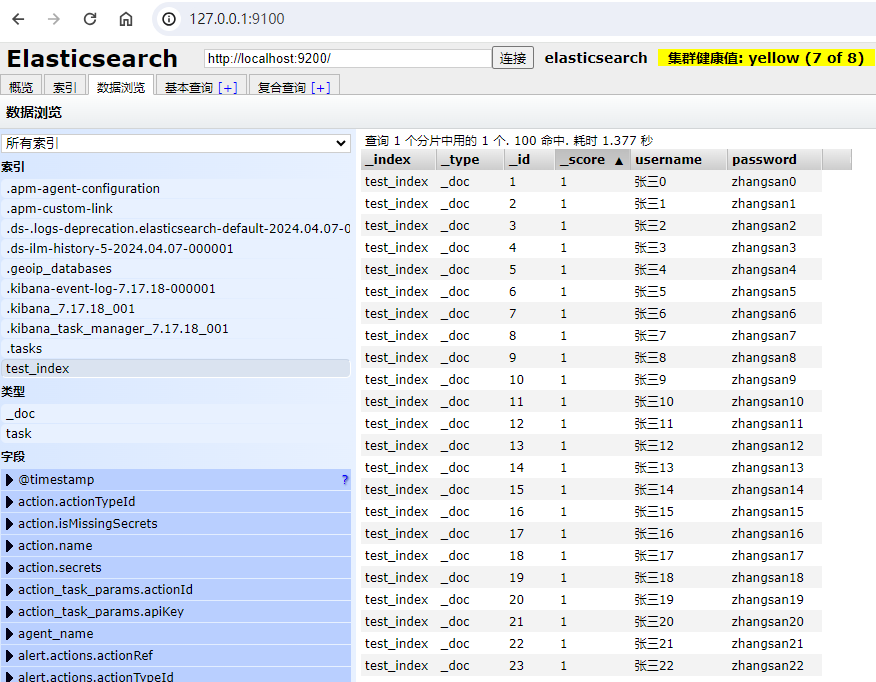 127.0.0.1:9100
Elasticsearch http://localhost:9200/ 连接 elasticsearch 集群健康值: yellow (7 of 8)
概览 索引 数据浏览 基本查询 [+] 复合查询 [+]
数据浏览
所有索引
索引
.apm-agent-configuration
.apm-custom-link
.ds-.logs-deprecation.elasticsearch-default-2024.04.07-0
.ds-ilm-history-5-2024.04.07-000001
.geoip_databases
.kibana-event-log-7.17.18-000001
.kibana_7.17.18_001
.kibana_task_manager_7.17.18_001
.tasks
test_index
类型
_doc
task
字段
@timestamp ?
action.actionTypeId
action.isMissingSecrets
action.name
action.secrets
action_task_params.actionId
action_task_params.apiKey
agent_name
alert.actions.actionRef
alert.actions.actionTypeId
查询 1 个分片中用的 1 个. 100 命中. 耗时 1.377 秒
_index _type _id _score ▲ username password
test_index _doc 1 1 张三0 zhangsan0
test_index _doc 2 1 张三1 zhangsan1
test_index _doc 3 1 张三2 zhangsan2
test_index _doc 4 1 张三3 zhangsan3
test_index _doc 5 1 张三4 zhangsan4
test_index _doc 6 1 张三5 zhangsan5
test_index _doc 7 1 张三6 zhangsan6
test_index _doc 8 1 张三7 zhangsan7
test_index _doc 9 1 张三8 zhangsan8
test_index _doc 10 1 张三9 zhangsan9
test_index _doc 11 1 张三10 zhangsan10
test_index _doc 12 1 张三11 zhangsan11
test_index _doc 13 1 张三12 zhangsan12
test_index _doc 14 1 张三13 zhangsan13
test_index _doc 15 1 张三14 zhangsan14
test_index _doc 16 1 张三15 zhangsan15
test_index _doc 17 1 张三16 zhangsan16
test_index _doc 18 1 张三17 zhangsan17
test_index _doc 19 1 张三18 zhangsan18
test_index _doc 20 1 张三19 zhangsan19
test_index _doc 21 1 张三20 zhangsan20
test_index _doc 22 1 张三21 zhangsan21
test_index _doc 23 1 张三22 zhangsan22